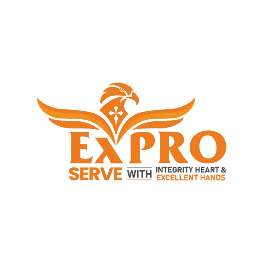 EXPRO
SERVE WITH INTEGRITY HEART &
EXCELLENT HANDS